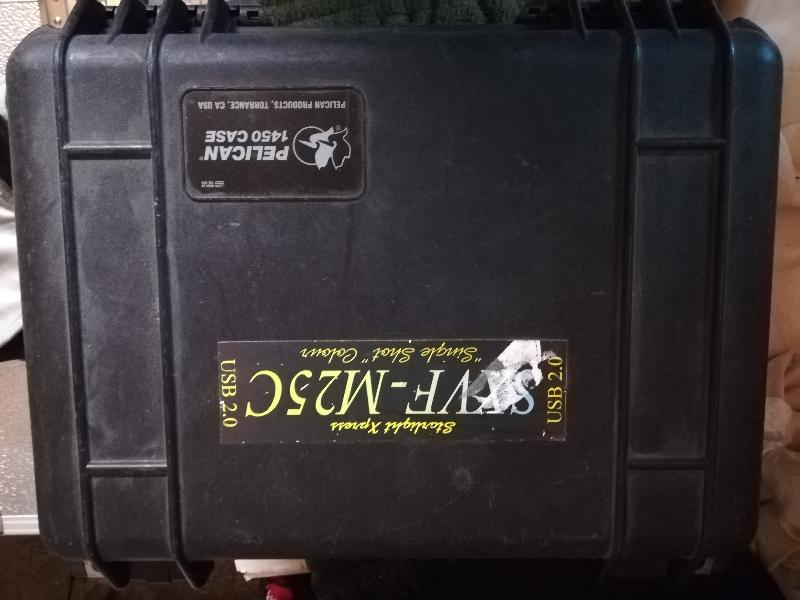 PELICAN™
1450 CASE
PELICAN PRODUCTS, TORRANCE, CA USA
Starlight Xpress
USB 2.0
SXVF-M25C
USB 2.0
"Single Shot" Colour